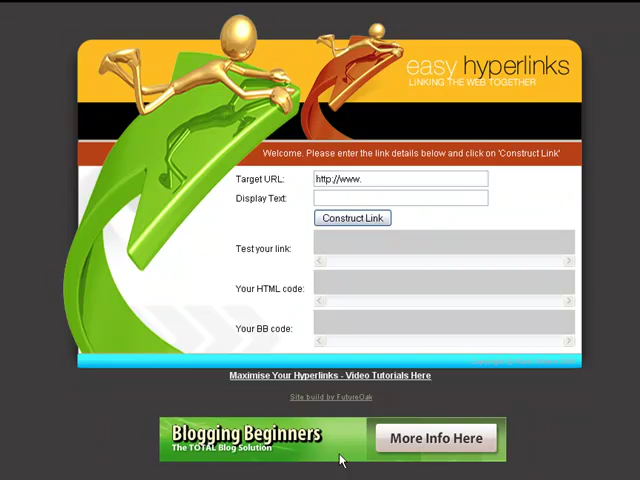 easy hyperlinks
LINKING THE WEB TOGETHER
Welcome. Please enter the link details below and click on 'Construct Link'
Target URL: http://www.
Display Text:
Construct Link
Test your link:
Your HTML code:
Your BB code:
Maximise Your Hyperlinks - Video Tutorials Here
Site build by FutureOak
Blogging Beginners
The TOTAL Blog Solution
More Info Here